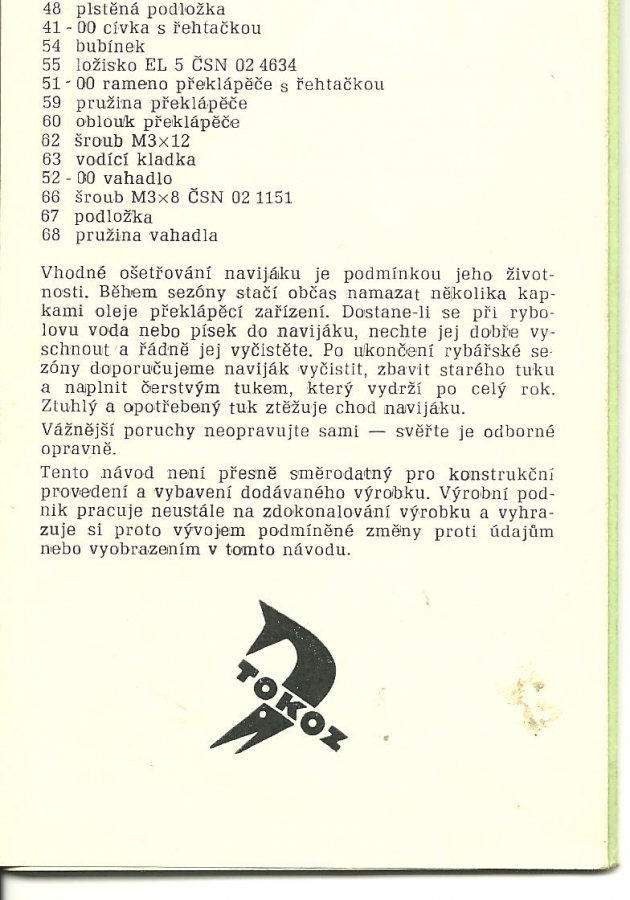 48 plstěná podložka
41-00 cívka s řehtačkou
54 bubínek
55 ložisko EL 5 ČSN 02 4634
51-00 rameno překlápěče s řehtačkou
59 pružina překlápěče
60 oblouk překlápěče
62 šroub M3×12
63 vodící kladka
52-00 vahadlo
66 šroub M3×8 ČSN 02 1151
67 podložka
68 pružina vahadla
Vhodné ošetřování navijáku je podmínkou jeho život-
nosti. Během sezóny stačí občas namazat několika kap-
kami oleje překlápěcí zařízení. Dostane-li se při rybo-
lovu voda nebo písek do navijáku, nechte jej dobře vy-
schnout a řádně jej vyčistěte. Po ukončení rybářské se-
zóny doporučujeme naviják vyčistit, zbavit starého tuku
a naplnit čerstvým tukem, který vydrží po celý rok.
Ztuhlý a opotřebený tuk ztěžuje chod navijáku.
Vážnější poruchy neopravujte sami — svěřte je odborné
opravně.
Tento návod není přesně směrodatný pro konstrukční
provedení a vybavení dodávaného výrobku. Výrobní pod-
nik pracuje neustále na zdokonalování výrobku a vyhra-
zuje si proto vývojem podmíněné změny proti údajům
nebo vyobrazením v tomto návodu.
TOKOZ